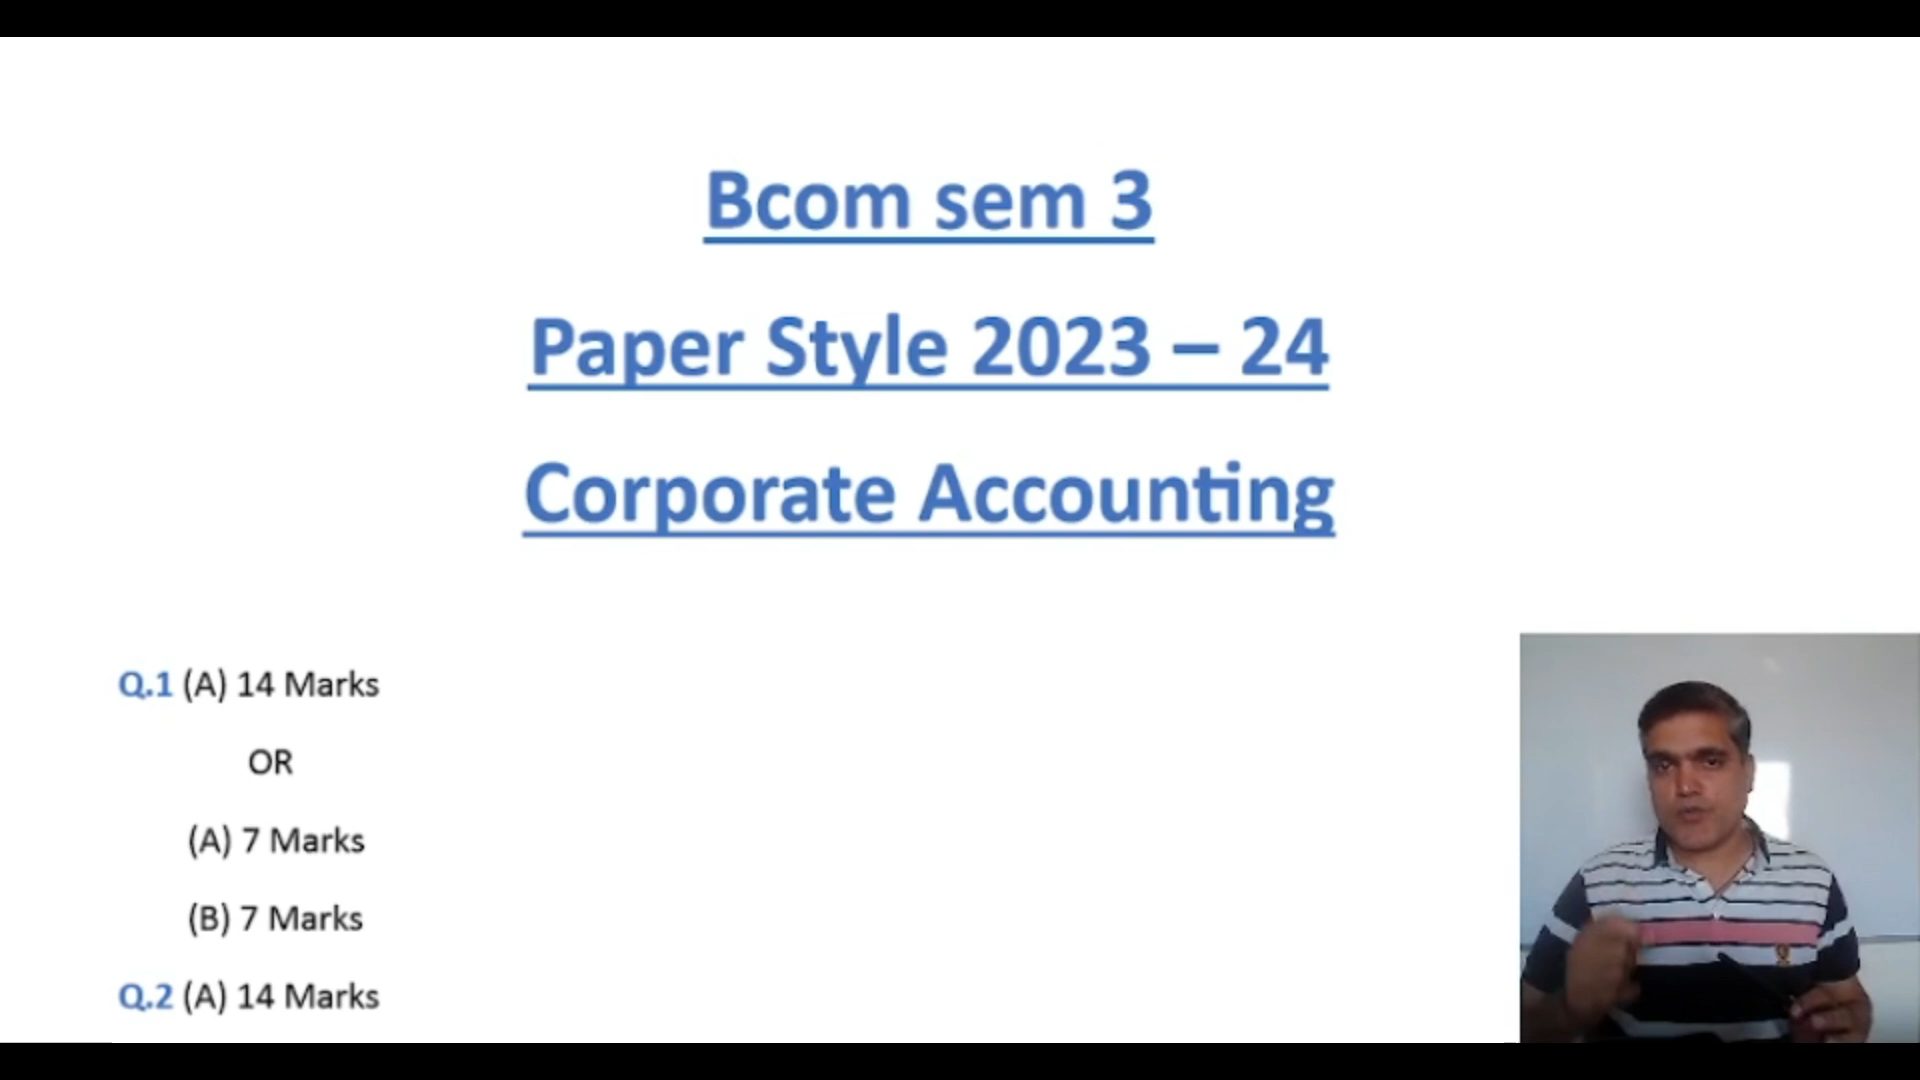 Bcom sem 3
Paper Style 2023 – 24
Corporate Accounting
Q.1 (A) 14 Marks
OR
(A) 7 Marks
(B) 7 Marks
Q.2 (A) 14 Marks